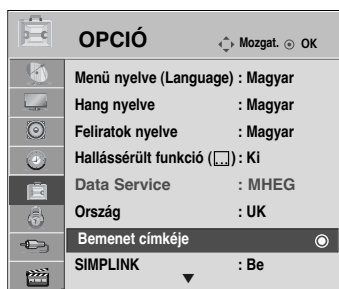 OPCIÓ Mozgat. OK
Menü nyelve (Language) : Magyar
Hang nyelve : Magyar
Feliratok nyelve : Magyar
Hallássérült funkció ( ) : Ki
Data Service : MHEG
Ország : UK
Bemenet címkéje
SIMPLINK : Be